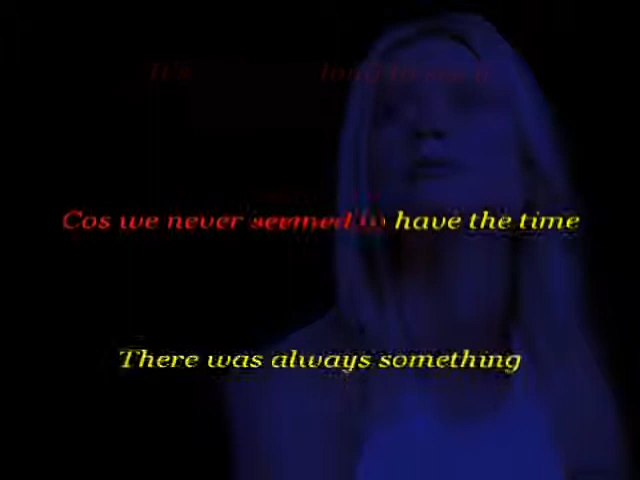 Cos we never seemed to have the time
There was always something